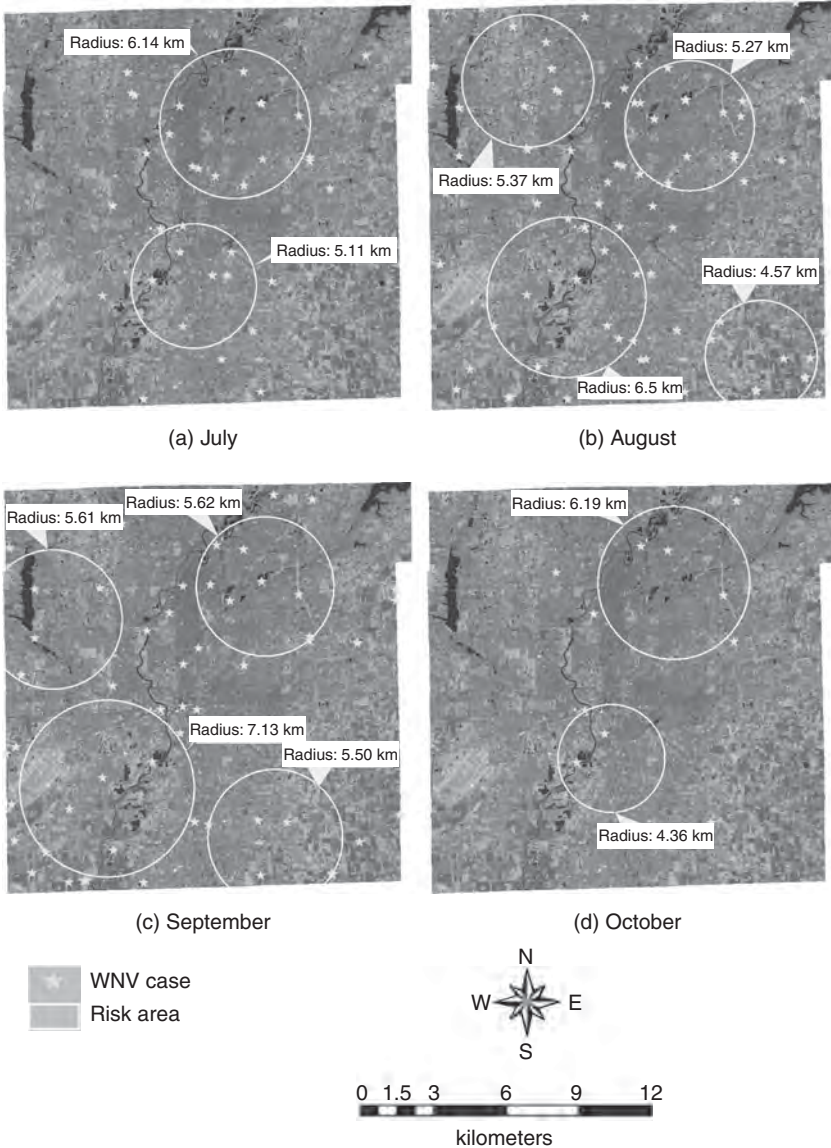 Radius: 6.14 km
Radius: 5.11 km
(a) July
Radius: 5.27 km
Radius: 5.37 km
Radius: 4.57 km
Radius: 6.5 km
(b) August
Radius: 5.61 km
Radius: 5.62 km
Radius: 7.13 km
Radius: 5.50 km
(c) September
Radius: 6.19 km
Radius: 4.36 km
(d) October
WNV case
Risk area
N
W E
S
0 1.5 3 6 9 12
kilometers